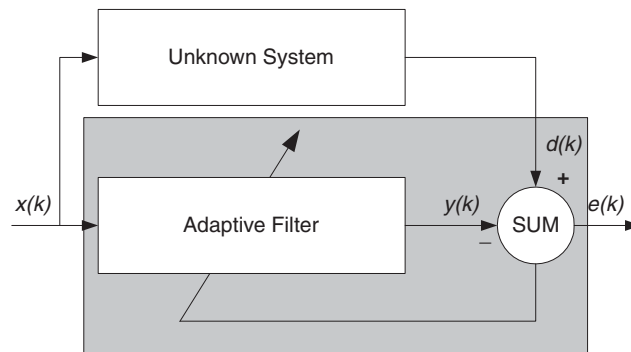 Unknown System
d(k)
+
x(k)
Adaptive Filter
y(k)
–
SUM
e(k)